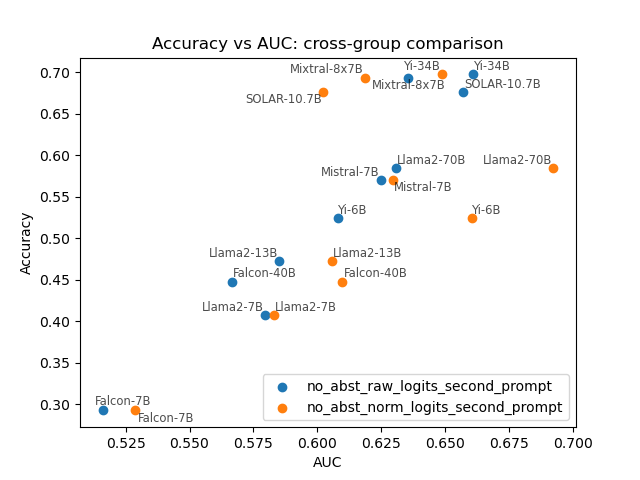 Accuracy vs AUC: cross-group comparison
Mixtral-8x7B
Yi-34B
Yi-34B
0.70
Mixtral-8x7B
SOLAR-10.7B
SOLAR-10.7B
0.65
0.60
Llama2-70B
Llama2-70B
Mistral-7B
Mistral-7B
0.55
Yi-6B
Yi-6B
0.50
Accuracy
Llama2-13B
Llama2-13B
Falcon-40B
Falcon-40B
0.45
Llama2-7B
Llama2-7B
0.40
0.35
no_abst_raw_logits_second_prompt
no_abst_norm_logits_second_prompt
0.30
Falcon-7B
Falcon-7B
0.525
0.550
0.575
0.600
0.625
0.650
0.675
0.700
AUC